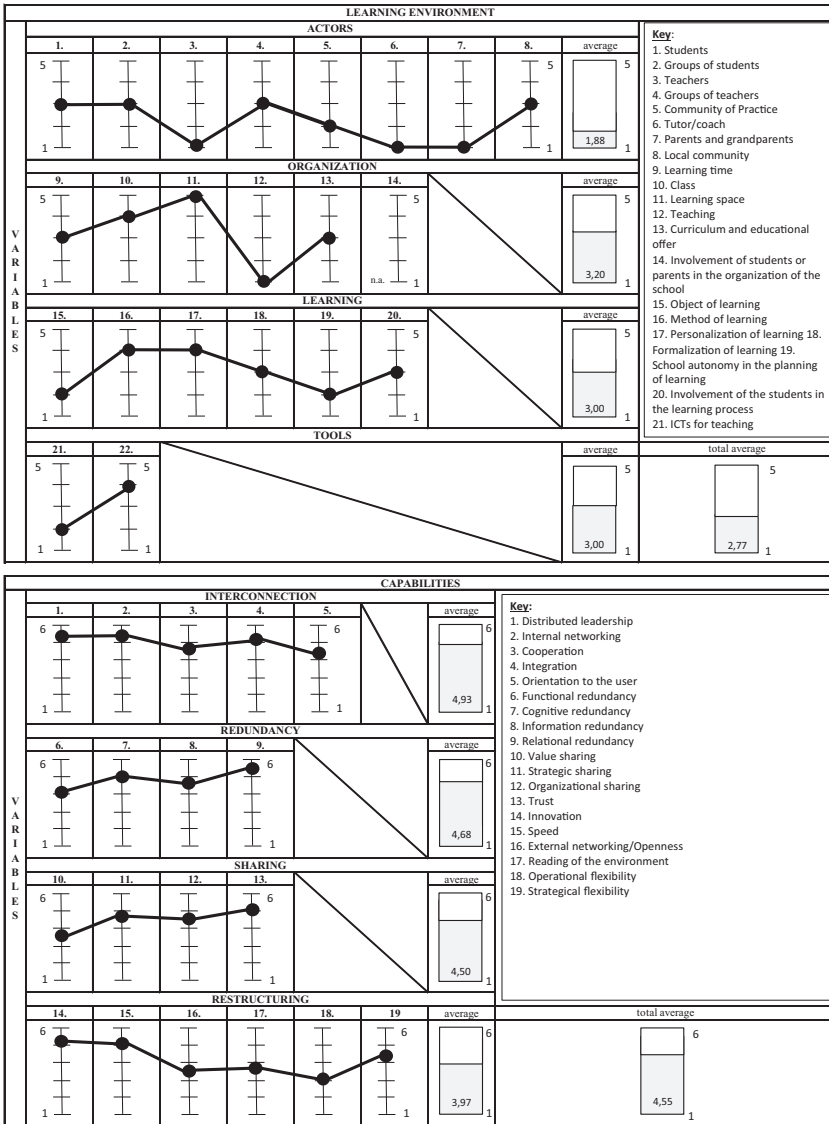 LEARNING ENVIRONMENT
VARIABLES
ACTORS
1. 2. 3. 4. 5. 6. 7. 8. average
5 5 5
1 1 1
1,88
ORGANIZATION
9. 10. 11. 12. 13. 14. average
5 5 5
1 n.a. 1 1
3,20
LEARNING
15. 16. 17. 18. 19. 20. average
5 5 5
1 1 1
3,00
TOOLS
21. 22. average total average
5 5 5 5
1 1 1 1
3,00 2,77
Key:
1. Students
2. Groups of students
3. Teachers
4. Groups of teachers
5. Community of Practice
6. Tutor/coach
7. Parents and grandparents
8. Local community
9. Learning time
10. Class
11. Learning space
12. Teaching
13. Curriculum and educational
offer
14. Involvement of students or
parents in the organization of the
school
15. Object of learning
16. Method of learning
17. Personalization of learning 18.
Formalization of learning 19.
School autonomy in the planning
of learning
20. Involvement of the students in
the learning process
21. ICTs for teaching
CAPABILITIES
VARIABLES
INTERCONNECTION
1. 2. 3. 4. 5. average
6 6 6
1 1 1
4,93
REDUNDANCY
6. 7. 8. 9. average
6 6 6
1 1 1
4,68
SHARING
10. 11. 12. 13. average
6 6 6
1 1 1
4,50
RESTRUCTURING
14. 15. 16. 17. 18. 19 average total average
6 6 6 6
1 1 1 1
3,97 4,55
Key:
1. Distributed leadership
2. Internal networking
3. Cooperation
4. Integration
5. Orientation to the user
6. Functional redundancy
7. Cognitive redundancy
8. Information redundancy
9. Relational redundancy
10. Value sharing
11. Strategic sharing
12. Organizational sharing
13. Trust
14. Innovation
15. Speed
16. External networking/Openness
17. Reading of the environment
18. Operational flexibility
19. Strategical flexibility